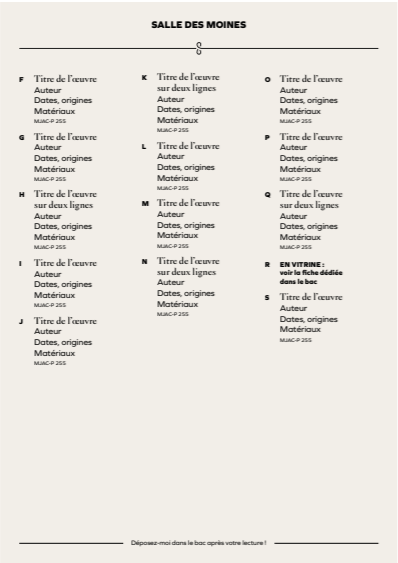 SALLE DES MOINES
F Titre de l'œuvre
Auteur
Dates, origines
Matériaux
MJAC-P 255
G Titre de l'œuvre
Auteur
Dates, origines
Matériaux
MJAC-P 255
H Titre de l'œuvre
sur deux lignes
Auteur
Dates, origines
Matériaux
MJAC-P 255
I Titre de l'œuvre
Auteur
Dates, origines
Matériaux
MJAC-P 255
J Titre de l'œuvre
Auteur
Dates, origines
Matériaux
MJAC-P 255
K Titre de l'œuvre
sur deux lignes
Auteur
Dates, origines
Matériaux
MJAC-P 255
L Titre de l'œuvre
Auteur
Dates, origines
Matériaux
MJAC-P 255
M Titre de l'œuvre
Auteur
Dates, origines
Matériaux
MJAC-P 255
N Titre de l'œuvre
sur deux lignes
Auteur
Dates, origines
Matériaux
MJAC-P 255
O Titre de l'œuvre
Auteur
Dates, origines
Matériaux
MJAC-P 255
P Titre de l'œuvre
Auteur
Dates, origines
Matériaux
MJAC-P 255
Q Titre de l'œuvre
sur deux lignes
Auteur
Dates, origines
Matériaux
MJAC-P 255
R EN VITRINE :
voir la fiche dédiée
dans le bac
S Titre de l'œuvre
Auteur
Dates, origines
Matériaux
MJAC-P 255
Déposez-moi dans le bac après votre lecture !